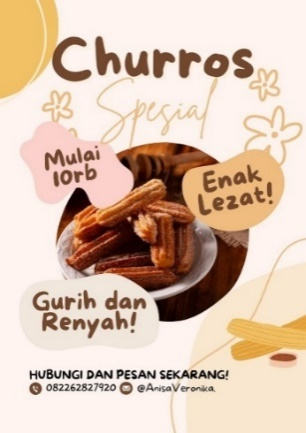 Churros
Spesial
Mulai
10rb
Enak
Lezat!
Gurih dan
Renyah!
HUBUNGI DAN PESAN SEKARANG!
082262827920 @AnisaVeronika.